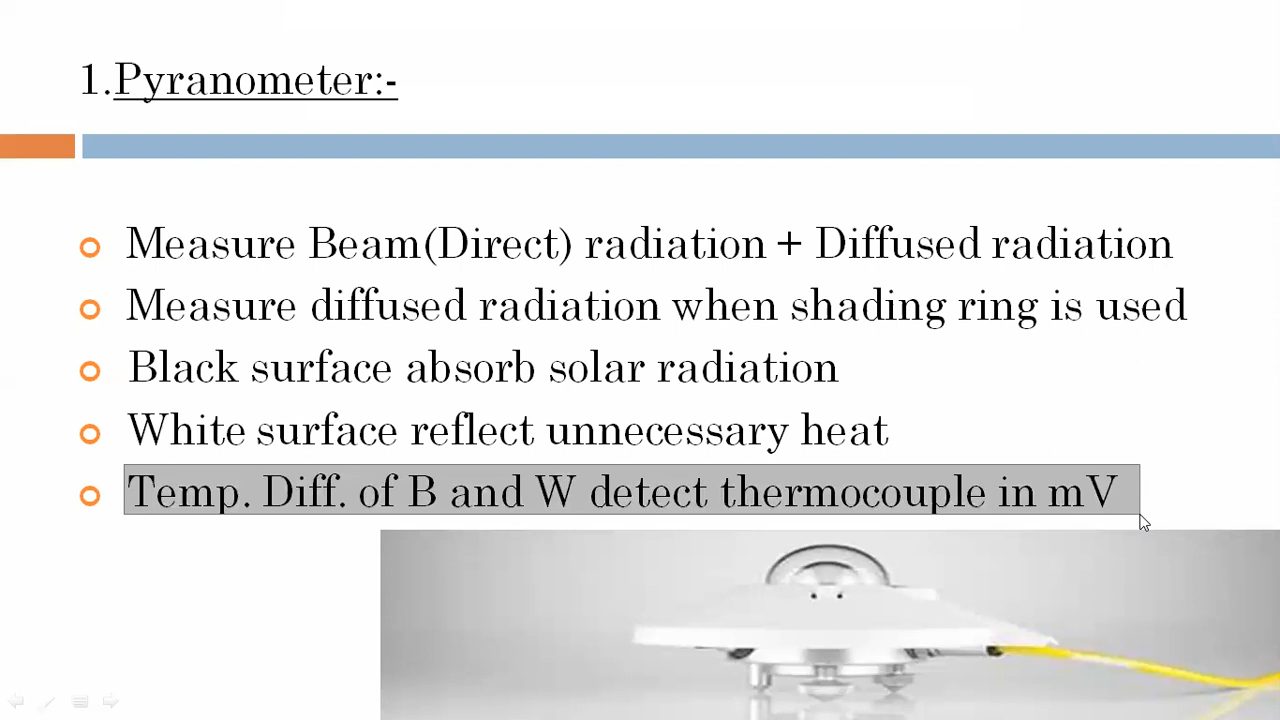 1.Pyranometer:-
Measure Beam(Direct) radiation + Diffused radiation
Measure diffused radiation when shading ring is used
Black surface absorb solar radiation
White surface reflect unnecessary heat
Temp. Diff. of B and W detect thermocouple in mV